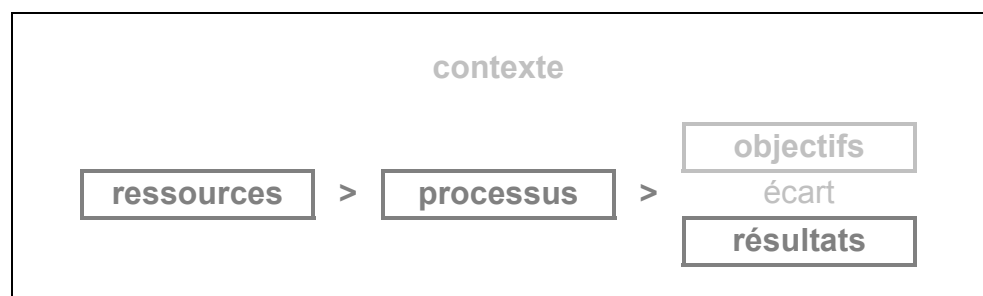 contexte
objectifs
ressources > processus > écart
résultats